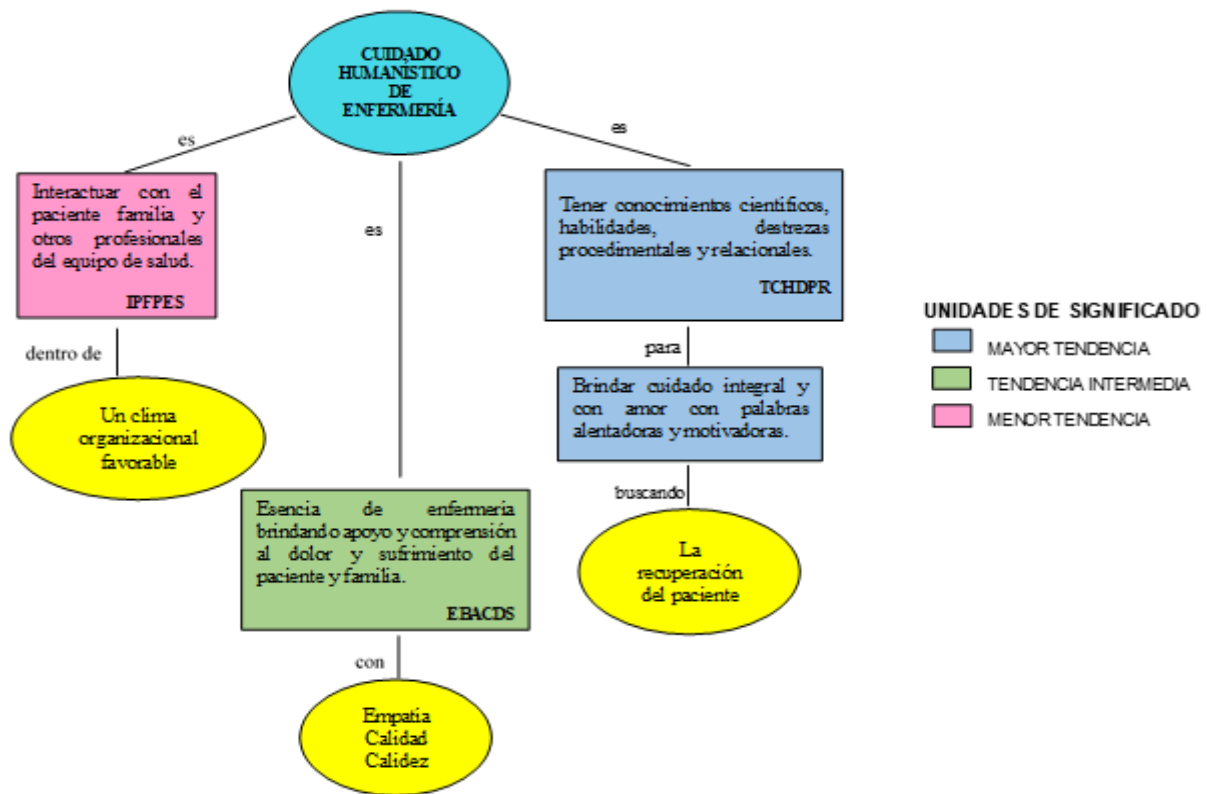 CUIDADO
HUMANÍSTICO
DE
ENFERMERÍA
es
es
es
Interactuar con el
paciente familia y
otros profesionales
del equipo de salud.
IPFPES
dentro de
Un clima
organizacional
favorable
Esencia de enfermería
brindando apoyo y comprensión
al dolor y sufrimiento del
paciente y familia.
EBACDS
con
Empatia
Calidad
Calidez
Tener conocimientos científicos,
habilidades, destrezas
procedimentales y relacionales.
TCHDPR
para
Brindar cuidado integral y
con amor con palabras
alentadoras y motivadoras.
buscando
La
recuperación
del paciente
UNIDADES DE SIGNIFICADO
MAYOR TENDENCIA
TENDENCIA INTERMEDIA
MENOR TENDENCIA